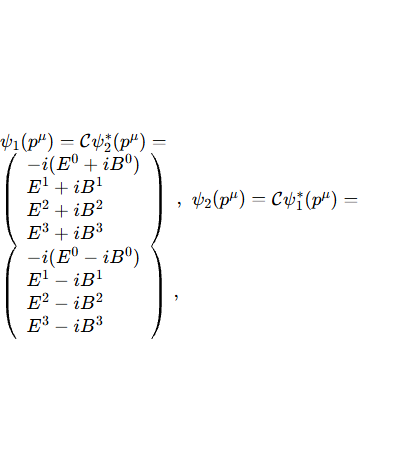 ψ₁(p^μ) = 𝒞ψ₂*(p^μ) =
−i(E⁰ + iB⁰)
E¹ + iB¹
E² + iB²
E³ + iB³
, ψ₂(p^μ) = 𝒞ψ₁*(p^μ) =
−i(E⁰ − iB⁰)
E¹ − iB¹
E² − iB²
E³ − iB³
,